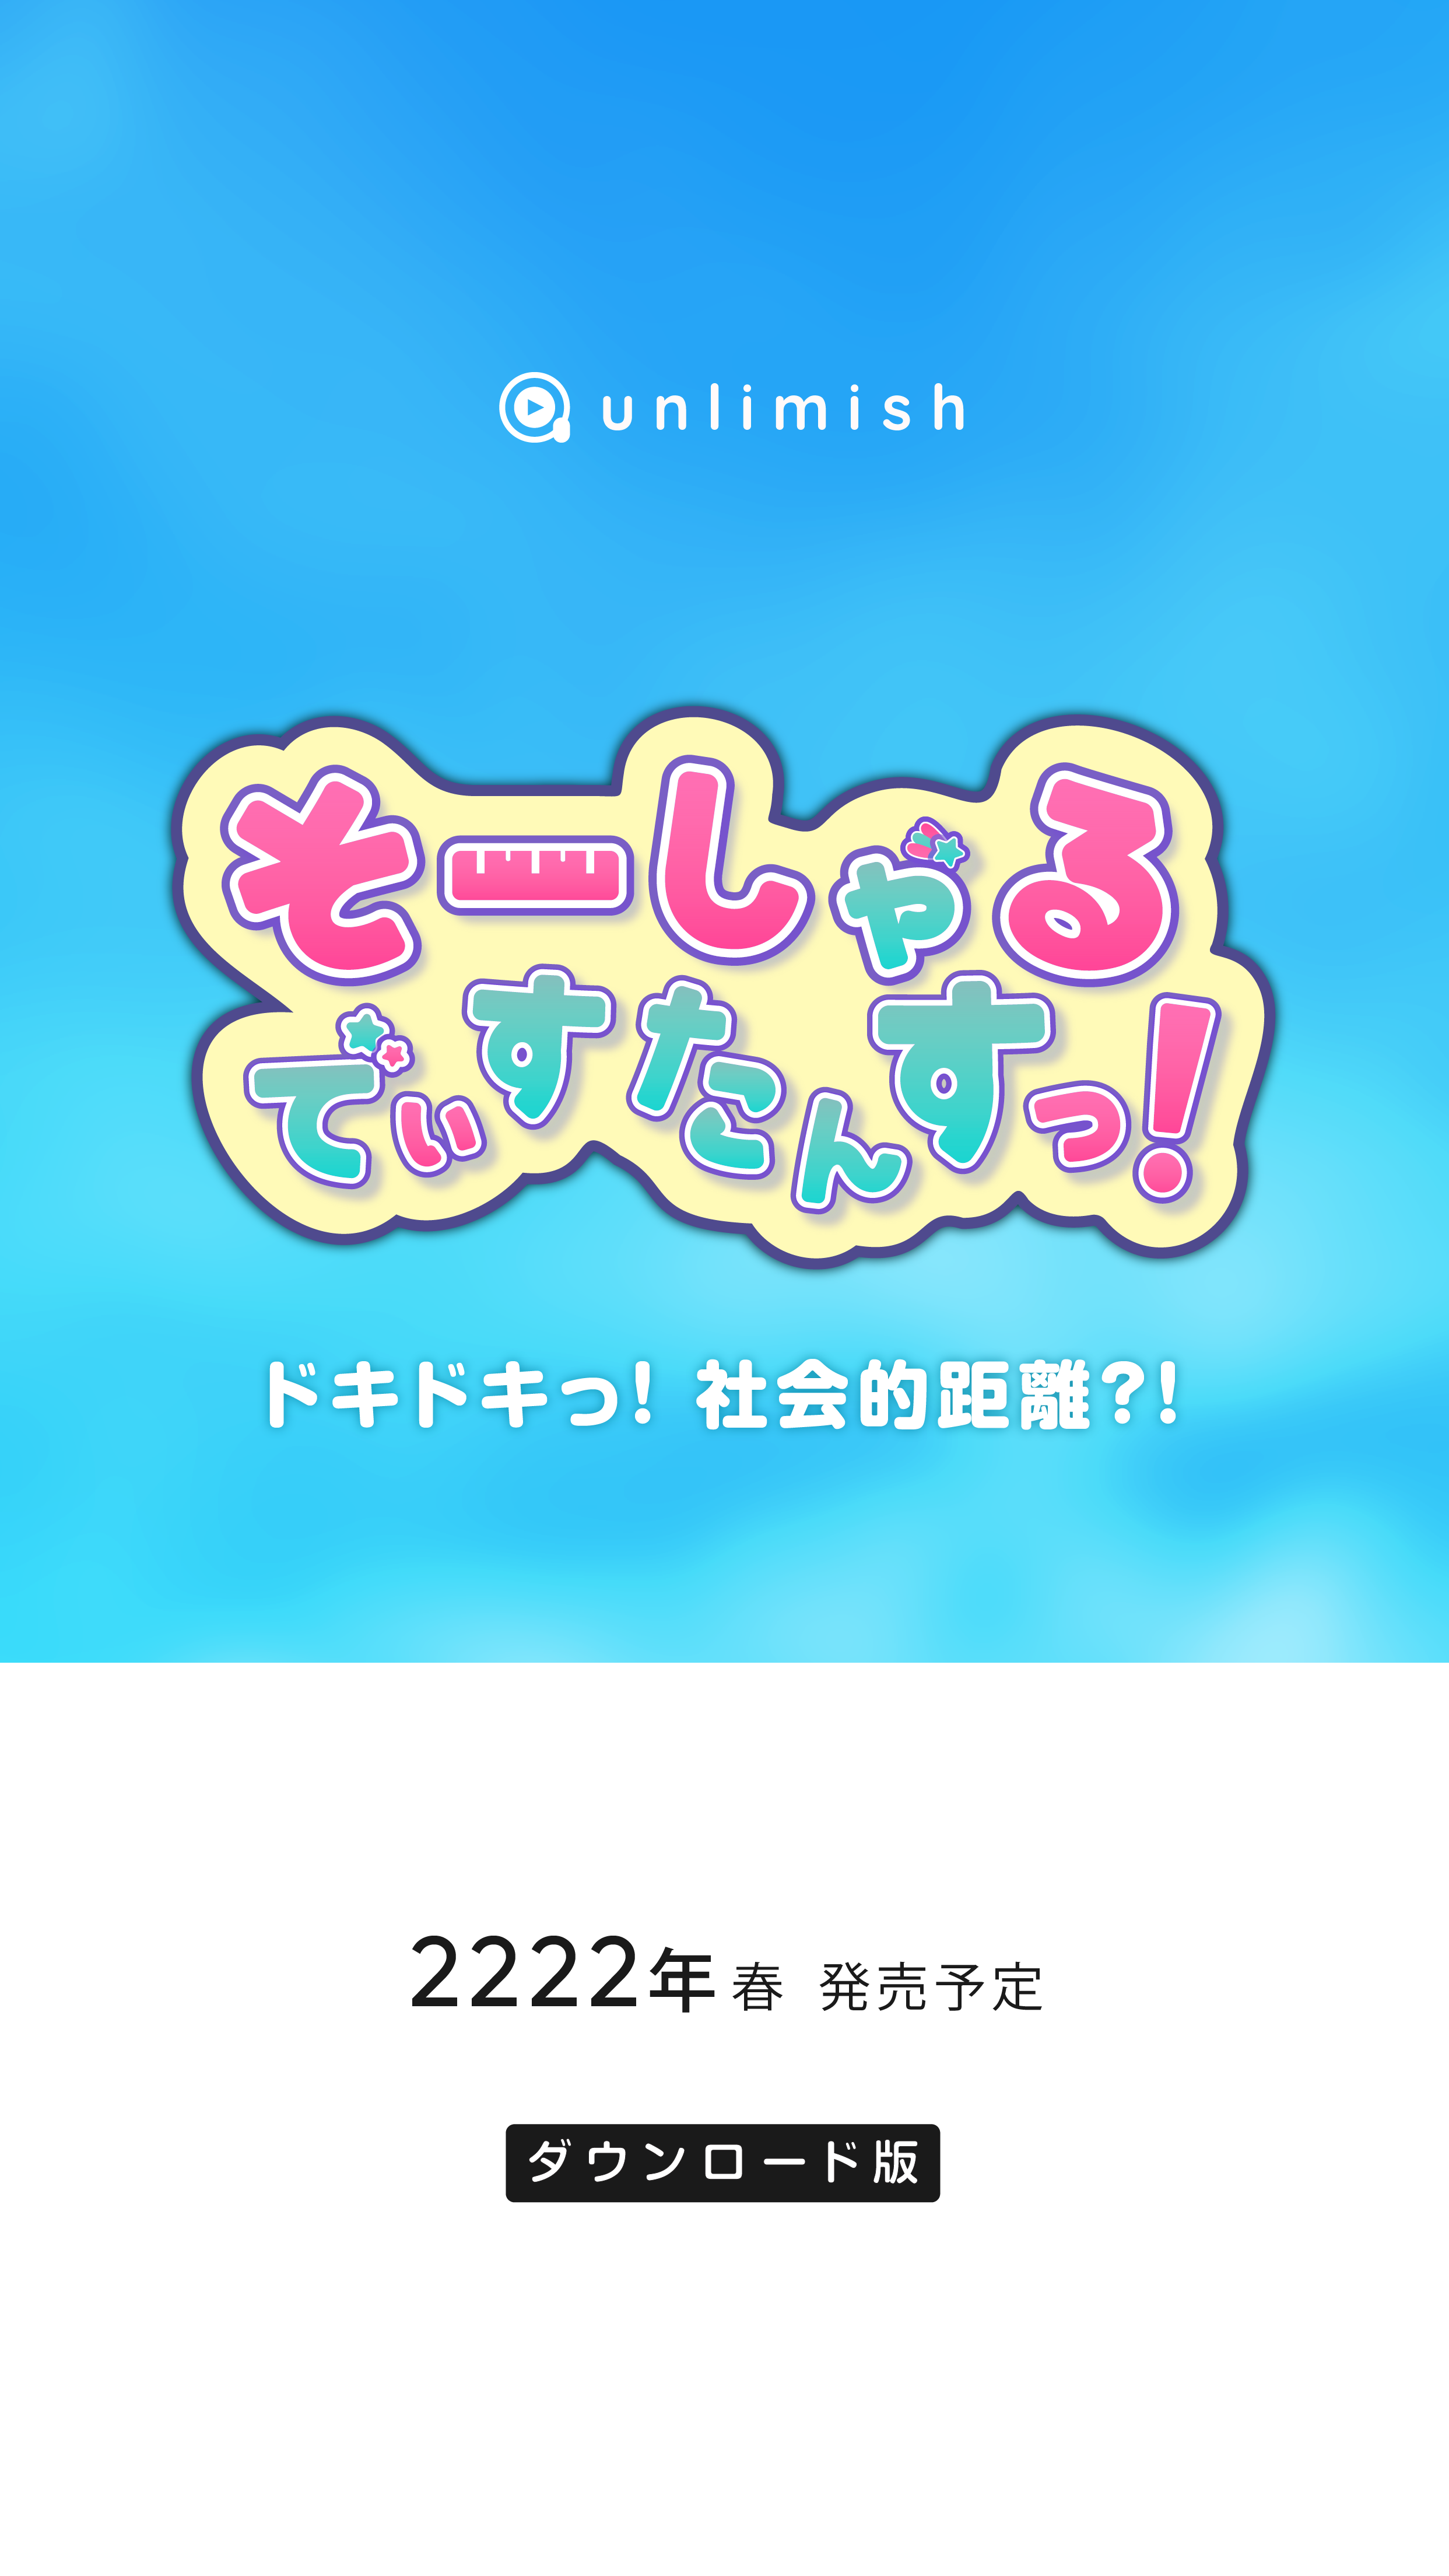 unlimish
そーしゃる
でぃすたんすっ!
ドキドキっ! 社会的距離?!
2222年 春 発売予定
ダウンロード版